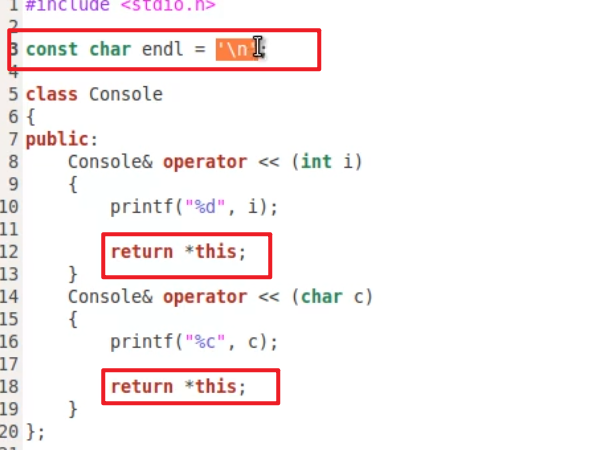 1 #include <stdio.h>
2
3 const char endl = '\n';
4
5 class Console
6 {
7 public:
8 Console& operator << (int i)
9 {
10 printf("%d", i);
11
12 return *this;
13 }
14 Console& operator << (char c)
15 {
16 printf("%c", c);
17
18 return *this;
19 }
20 };